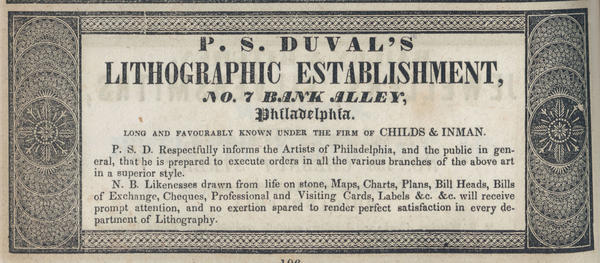 P. S. DUVAL'S
LITHOGRAPHIC ESTABLISHMENT,
NO. 7 BANK ALLEY,
Philadelphia.
LONG AND FAVOURABLY KNOWN UNDER THE FIRM OF CHILDS & INMAN.
P. S. D. Respectfully informs the Artists of Philadelphia, and the public in gen-
eral, that he is prepared to execute orders in all the various branches of the above art
in a superior style.
N. B. Likenesses drawn from life on stone, Maps, Charts, Plans, Bill Heads, Bills
of Exchange, Cheques, Professional and Visiting Cards, Labels &c. &c. will receive
prompt attention, and no exertion spared to render perfect satisfaction in every de-
partment of Lithography.